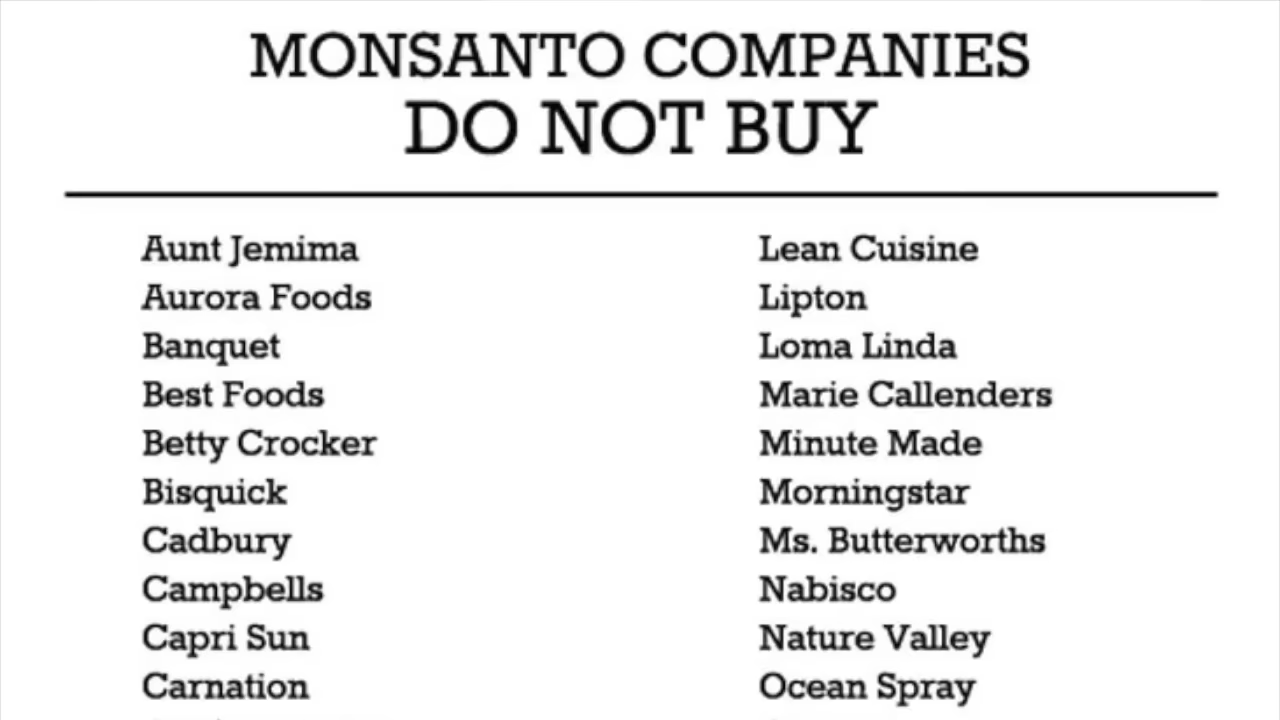 MONSANTO COMPANIES
DO NOT BUY
Aunt Jemima
Aurora Foods
Banquet
Best Foods
Betty Crocker
Bisquick
Cadbury
Campbells
Capri Sun
Carnation
Lean Cuisine
Lipton
Loma Linda
Marie Callenders
Minute Made
Morningstar
Ms. Butterworths
Nabisco
Nature Valley
Ocean Spray